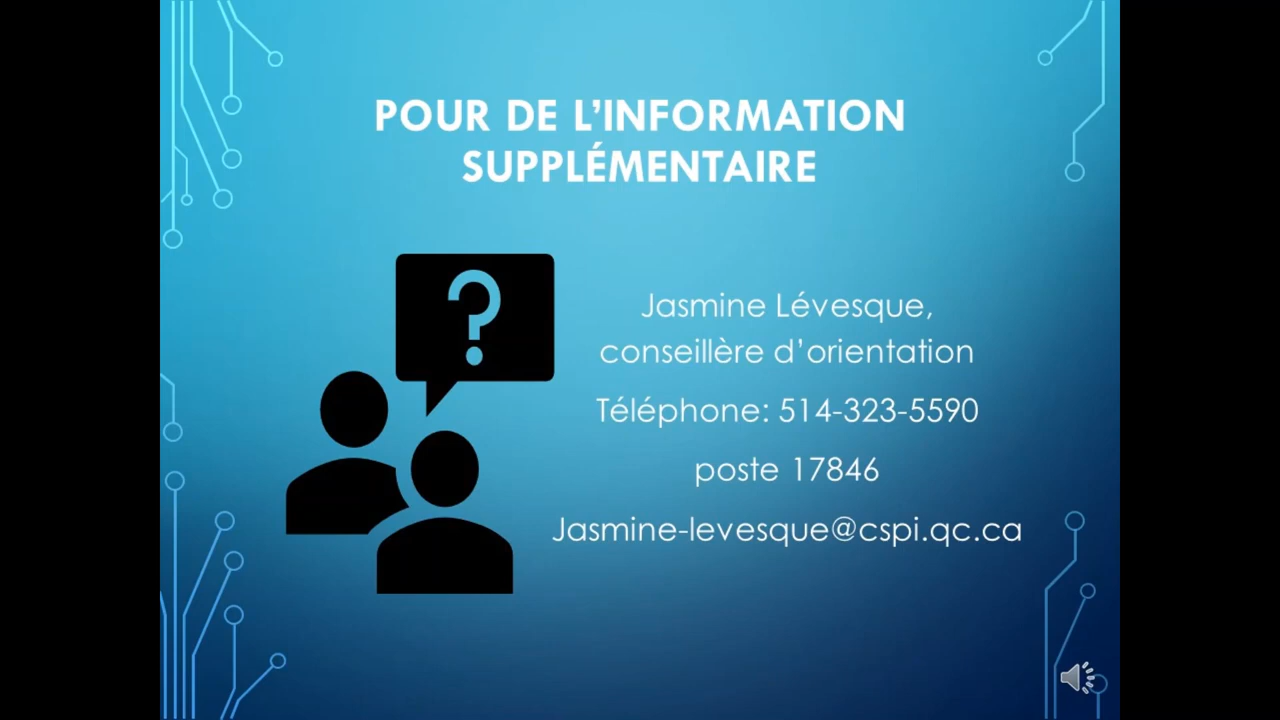 POUR DE L’INFORMATION
SUPPLÉMENTAIRE
?
Jasmine Lévesque,
conseillère d’orientation
Téléphone: 514-323-5590
poste 17846
Jasmine-levesque@cspi.qc.ca